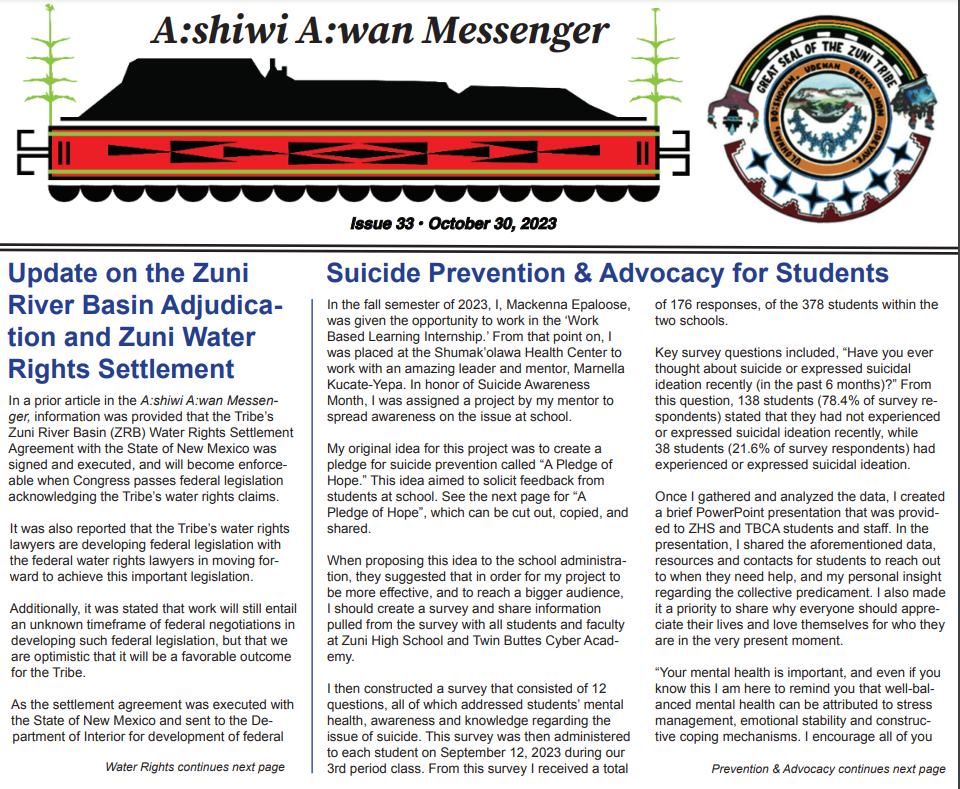 A:shiwi A:wan Messenger
GREAT SEAL OF THE ZUNI TRIBE
Issue 33 • October 30, 2023
Update on the Zuni
River Basin Adjudica-
tion and Zuni Water
Rights Settlement
In a prior article in the A:shiwi A:wan Messen-
ger, information was provided that the Tribe's
Zuni River Basin (ZRB) Water Rights Settlement
Agreement with the State of New Mexico was
signed and executed, and will become enforce-
able when Congress passes federal legislation
acknowledging the Tribe's water rights claims.
It was also reported that the Tribe's water rights
lawyers are developing federal legislation with
the federal water rights lawyers in moving for-
ward to achieve this important legislation.
Additionally, it was stated that work will still entail
an unknown timeframe of federal negotiations in
developing such federal legislation, but that we
are optimistic that it will be a favorable outcome
for the Tribe.
As the settlement agreement was executed with
the State of New Mexico and sent to the De-
partment of Interior for development of federal
Water Rights continues next page
Suicide Prevention & Advocacy for Students
In the fall semester of 2023, I, Mackenna Epaloose,
was given the opportunity to work in the 'Work
Based Learning Internship.' From that point on, I
was placed at the Shumak'olawa Health Center to
work with an amazing leader and mentor, Marnella
Kucate-Yepa. In honor of Suicide Awareness
Month, I was assigned a project by my mentor to
spread awareness on the issue at school.
My original idea for this project was to create a
pledge for suicide prevention called “A Pledge of
Hope.” This idea aimed to solicit feedback from
students at school. See the next page for “A
Pledge of Hope”, which can be cut out, copied, and
shared.
When proposing this idea to the school administra-
tion, they suggested that in order for my project to
be more effective, and to reach a bigger audience,
I should create a survey and share information
pulled from the survey with all students and faculty
at Zuni High School and Twin Buttes Cyber Acad-
emy.
I then constructed a survey that consisted of 12
questions, all of which addressed students' mental
health, awareness and knowledge regarding the
issue of suicide. This survey was then administered
to each student on September 12, 2023 during our
3rd period class. From this survey I received a total
of 176 responses, of the 378 students within the
two schools.
Key survey questions included, “Have you ever
thought about suicide or expressed suicidal
ideation recently (in the past 6 months)?” From
this question, 138 students (78.4% of survey re-
spondents) stated that they had not experienced
or expressed suicidal ideation recently, while
38 students (21.6% of survey respondents) had
experienced or expressed suicidal ideation.
Once I gathered and analyzed the data, I created
a brief PowerPoint presentation that was provid-
ed to ZHS and TBCA students and staff. In the
presentation, I shared the aforementioned data,
resources and contacts for students to reach out
to when they need help, and my personal insight
regarding the collective predicament. I also made
it a priority to share why everyone should appre-
ciate their lives and love themselves for who they
are in the very present moment.
“Your mental health is important, and even if you
know this I am here to remind you that well-bal-
anced mental health can be attributed to stress
management, emotional stability and construc-
tive coping mechanisms. I encourage all of you
Prevention & Advocacy continues next page